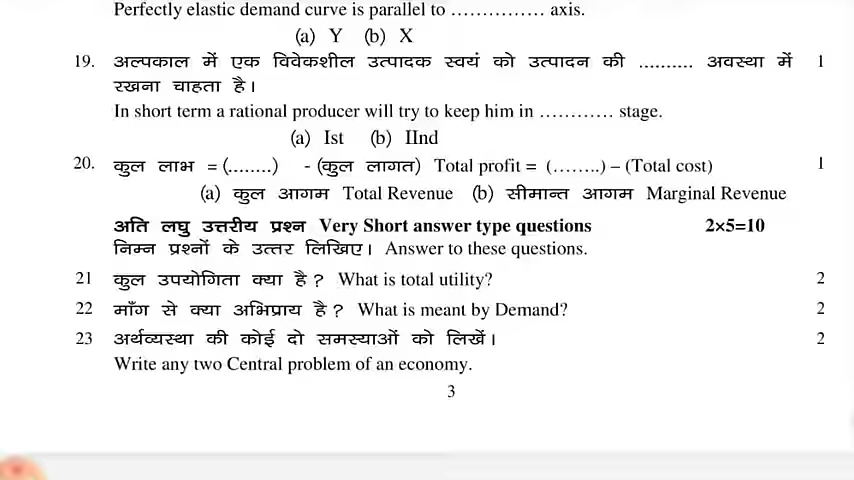 Perfectly elastic demand curve is parallel to …………… axis.
(a) Y (b) X
19. अल्पकाल में एक विवेकशील उत्पादक स्वयं को उत्पादन की .......... अवस्था में 1
रखना चाहता है।
In short term a rational producer will try to keep him in ………… stage.
(a) Ist (b) IInd
20. कुल लाभ = (........) - (कुल लागत) Total profit = (……..) – (Total cost) 1
(a) कुल आगम Total Revenue (b) सीमान्त आगम Marginal Revenue
अति लघु उत्तरीय प्रश्न Very Short answer type questions 2×5=10
निम्न प्रश्नों के उत्तर लिखिए। Answer to these questions.
21 कुल उपयोगिता क्या है ? What is total utility? 2
22 माँग से क्या अभिप्राय है ? What is meant by Demand? 2
23 अर्थव्यस्था की कोई दो समस्याओं को लिखें। 2
Write any two Central problem of an economy.
3